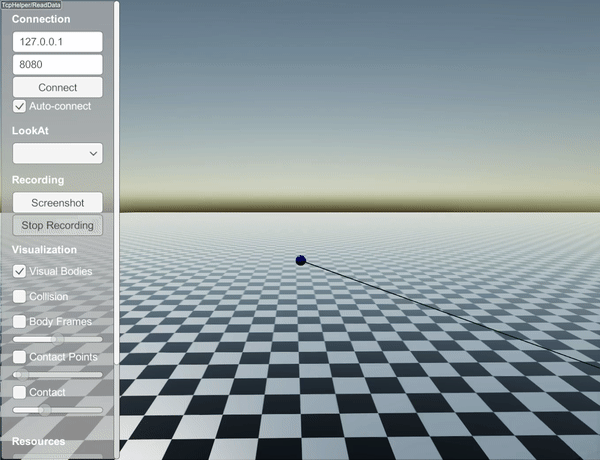 TcpHelper/ReadData
Connection
127.0.0.1
8080
Connect
Auto-connect
LookAt
Recording
Screenshot
Stop Recording
Visualization
Visual Bodies
Collision
Body Frames
Contact Points
Contact
Resources